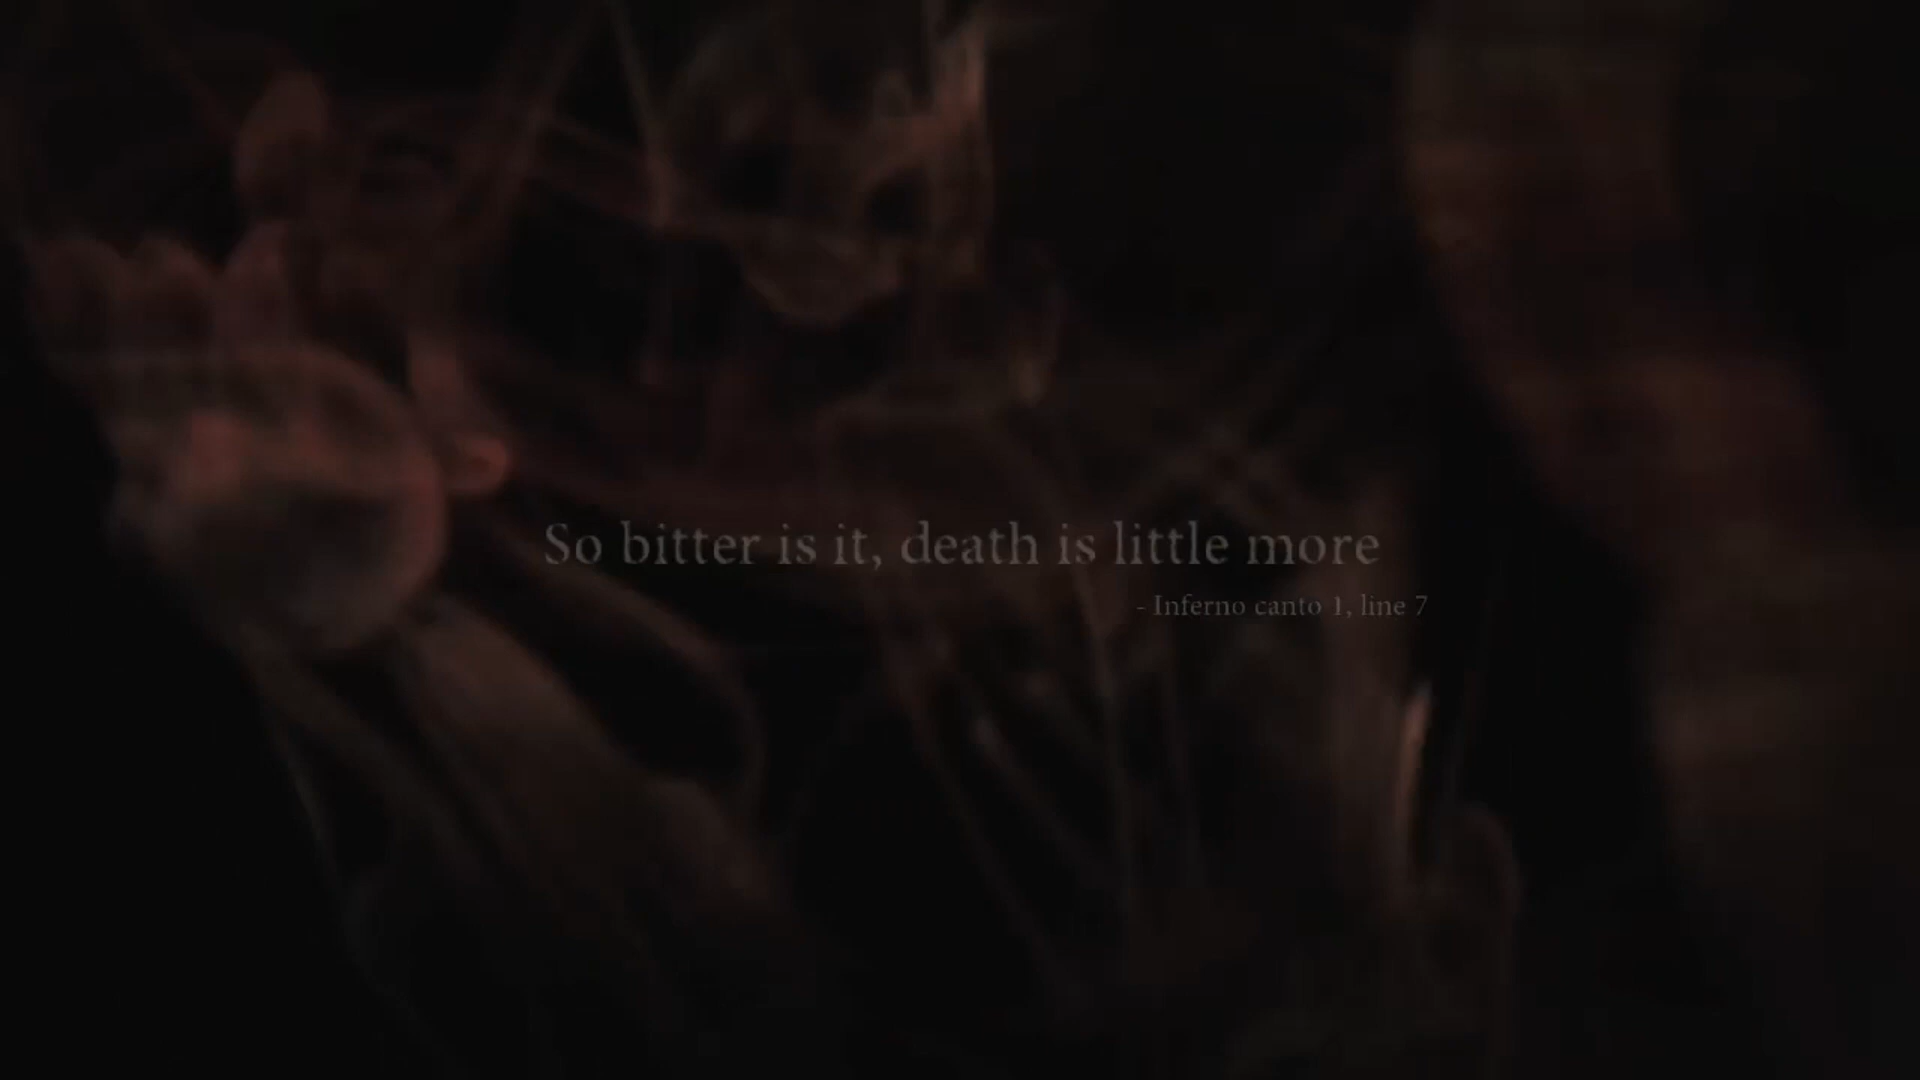 So bitter is it, death is little more
- Inferno canto 1, line 7